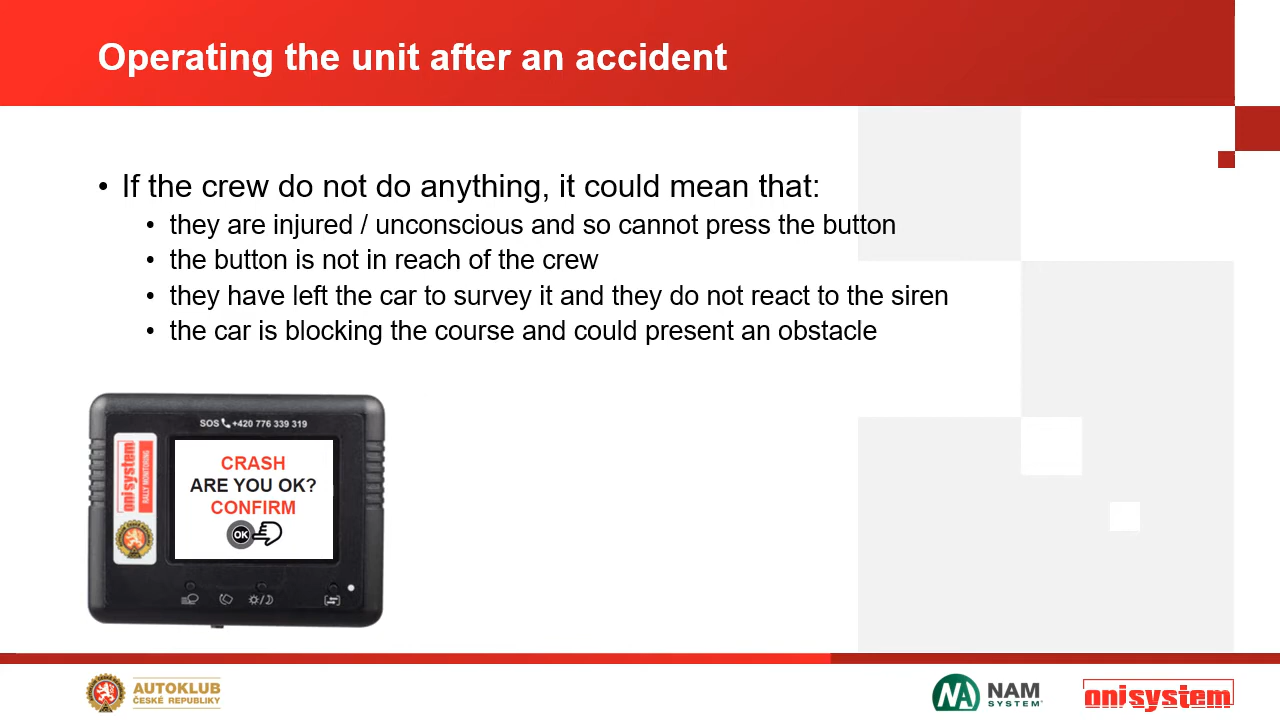 Operating the unit after an accident
• If the crew do not do anything, it could mean that:
• they are injured / unconscious and so cannot press the button
• the button is not in reach of the crew
• they have left the car to survey it and they do not react to the siren
• the car is blocking the course and could present an obstacle
SOS +420 776 339 319
onisystem
RALLY MONITORING
CRASH
ARE YOU OK?
CONFIRM
OK
AUTOKLUB
ČESKÉ REPUBLIKY
NAM
SYSTEM
onisystem